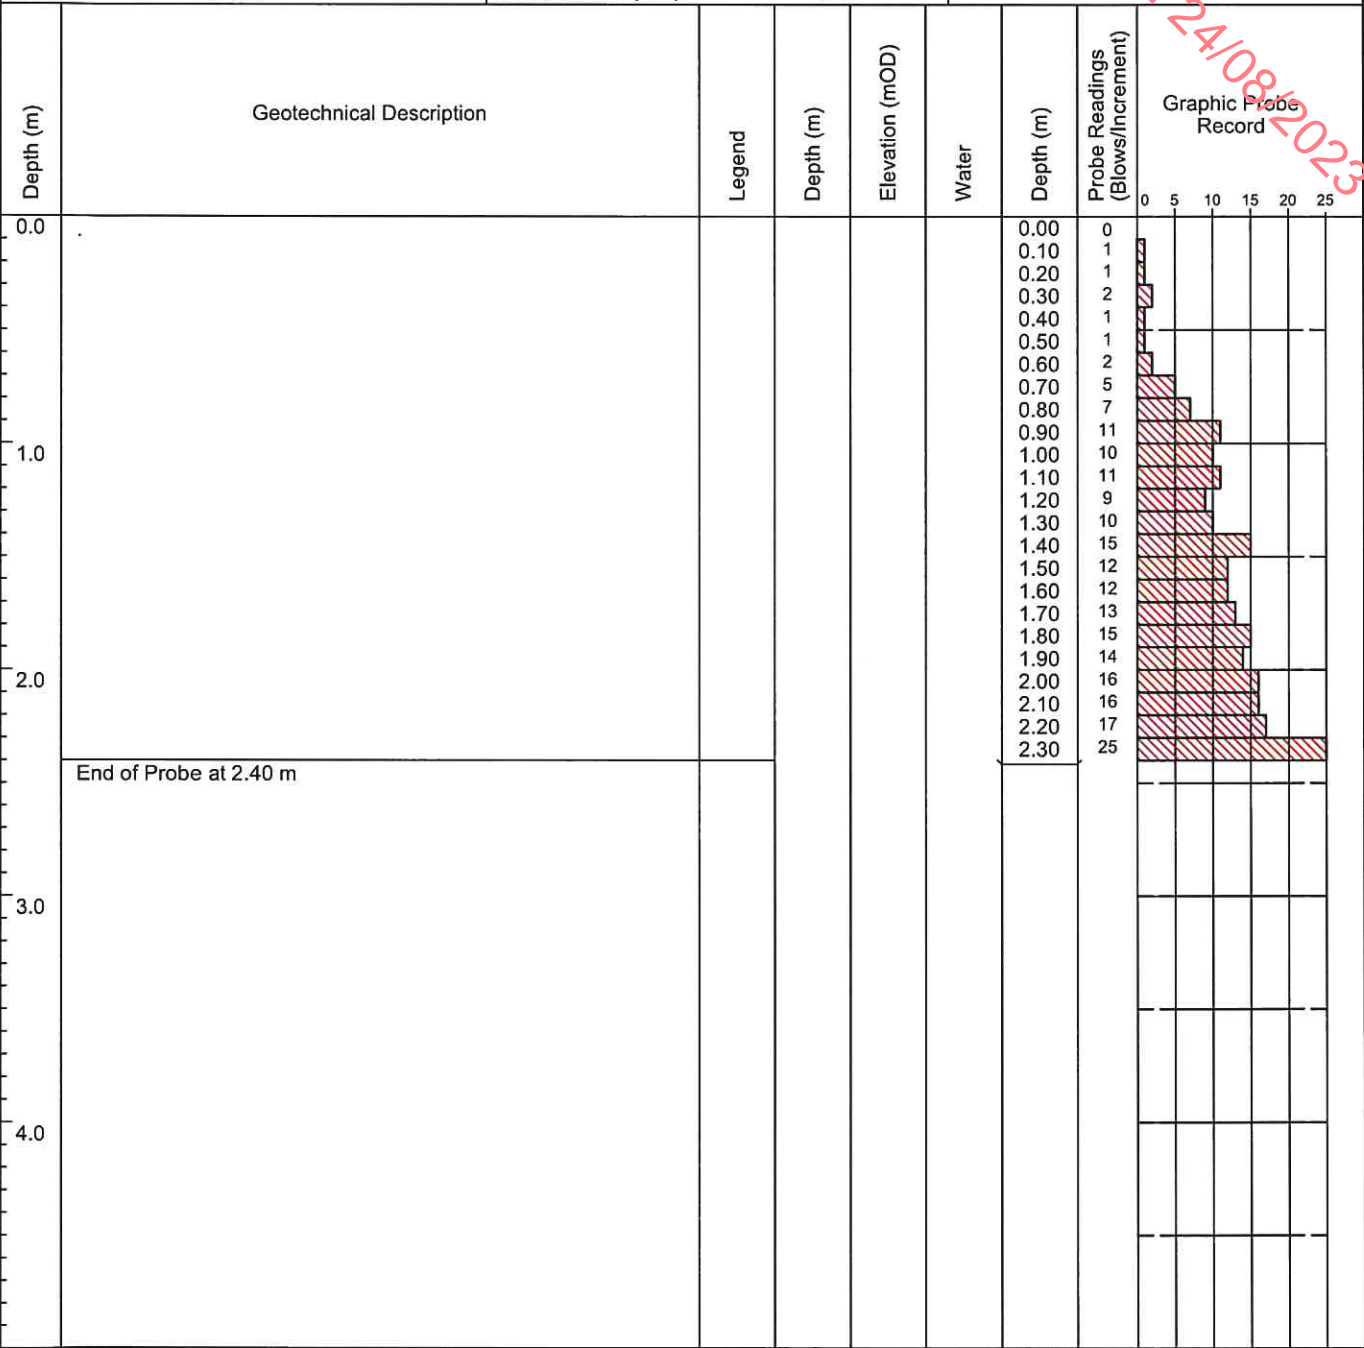 Depth (m)
Geotechnical Description
Legend
Depth (m)
Elevation (mOD)
Water
Depth (m)
Probe Readings
(Blows/Increment)
Graphic Probe
Record
24/08/2023
0 5 10 15 20 25
0.0
1.0
2.0
3.0
4.0
End of Probe at 2.40 m
0.00 0
0.10 1
0.20 1
0.30 2
0.40 1
0.50 1
0.60 2
0.70 5
0.80 7
0.90 11
1.00 10
1.10 11
1.20 9
1.30 10
1.40 15
1.50 12
1.60 12
1.70 13
1.80 15
1.90 14
2.00 16
2.10 16
2.20 17
2.30 25